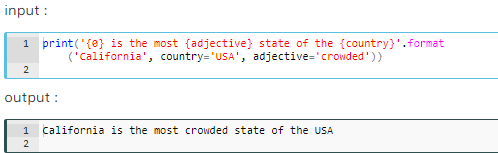 input :
1 print('{0} is the most {adjective} state of the {country}'.format
('California', country='USA', adjective='crowded'))
2
output :
1 California is the most crowded state of the USA
2